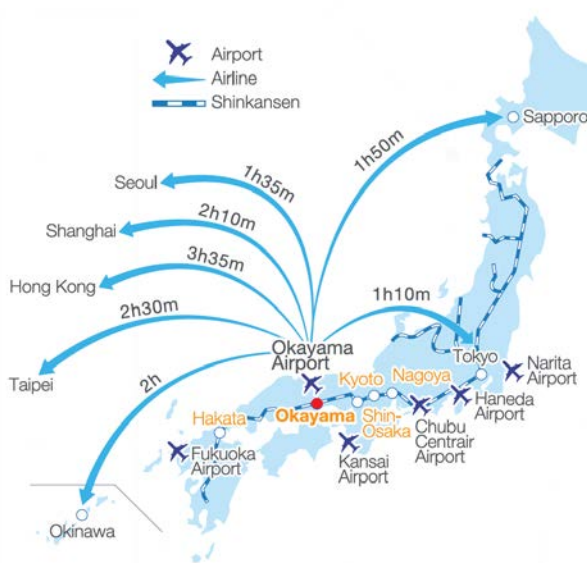 Airport
Airline
Shinkansen
Sapporo
1h50m
Seoul
1h35m
Shanghai
2h10m
Hong Kong
3h35m
Taipei
2h30m
Okinawa
2h
1h10m
Okayama
Airport
Tokyo
Narita
Airport
Haneda
Airport
Kyoto
Nagoya
Okayama
Shin-
Osaka
Chubu
Centrair
Airport
Hakata
Fukuoka
Airport
Kansai
Airport